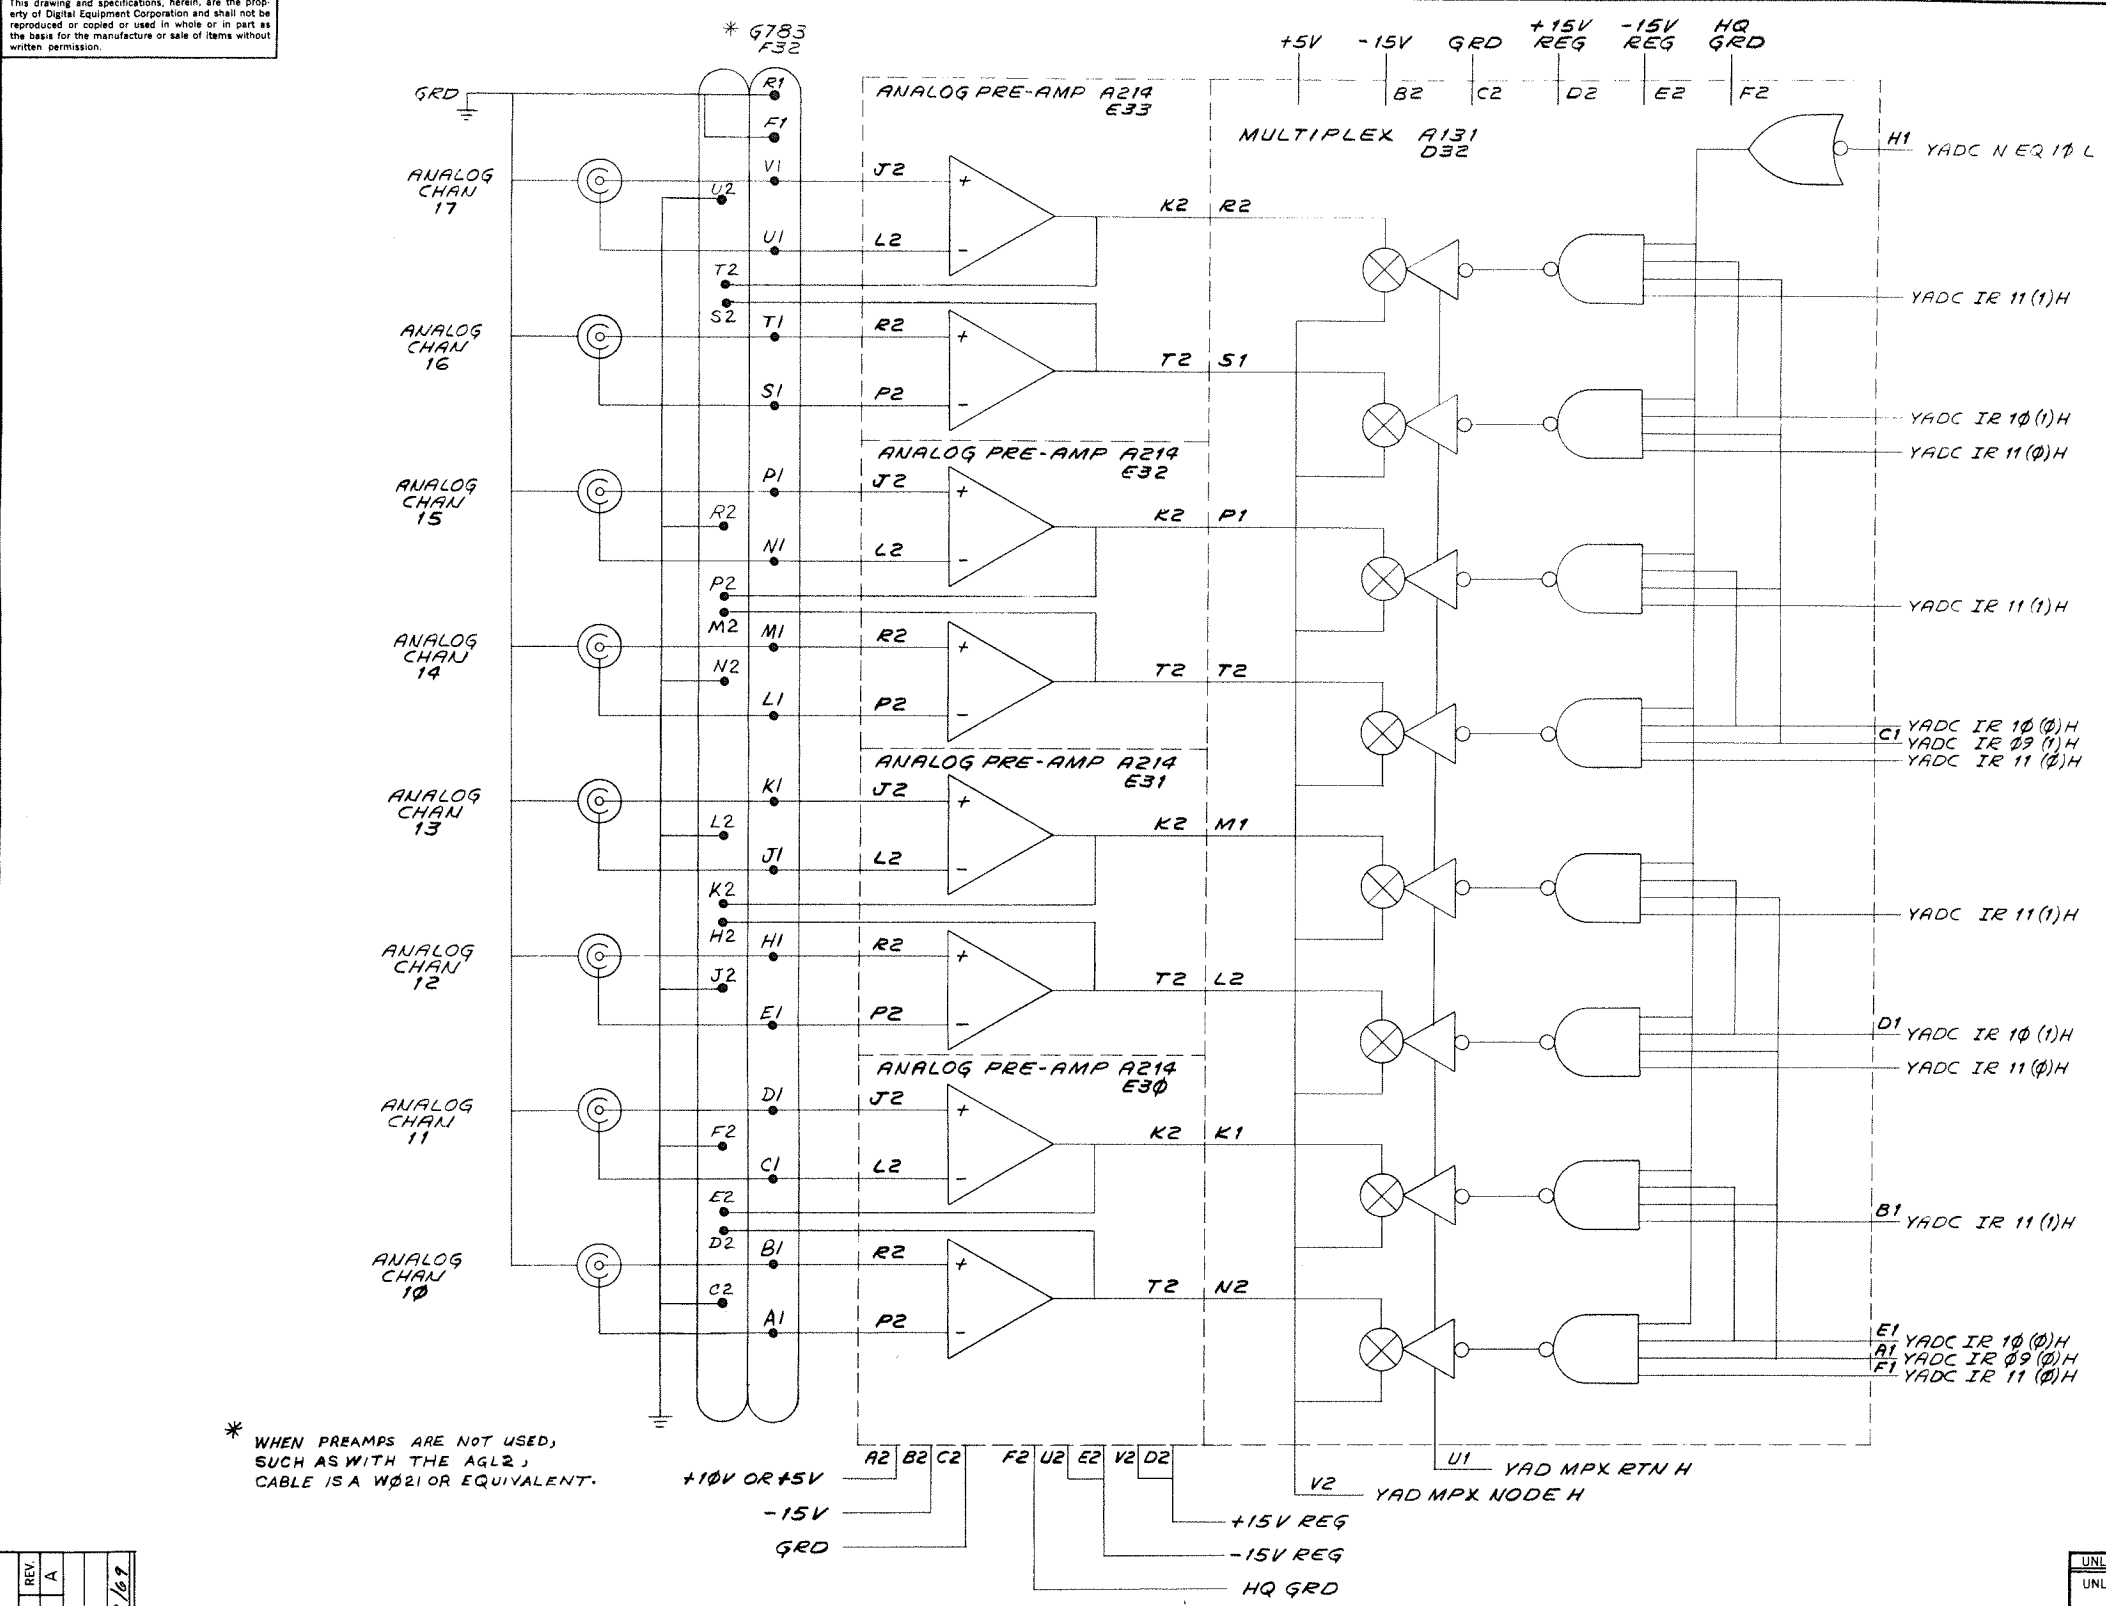 This drawing and specifications, herein, are the prop-
erty of Digital Equipment Corporation and shall not be
reproduced or copied or used in whole or in part as
the basis for the manufacture or sale of items without
written permission.
* G783
F32
+5V
-15V
GRD
+15V
REG
-15V
REG
HQ
GRD
B2
C2
D2
E2
F2
GRD
R1
F1
ANALOG PRE-AMP A214
E33
MULTIPLEX A131
D32
H1
YADC N EQ 1Ø L
ANALOG
CHAN
17
V1
U2
U1
J2
L2
+
-
K2
R2
YADC IR 11(1)H
T2
S2
ANALOG
CHAN
16
T1
S1
R2
P2
+
-
T2
S1
YADC IR 1Ø(1)H
YADC IR 11(Ø)H
ANALOG PRE-AMP A214
E32
ANALOG
CHAN
15
P1
R2
N1
J2
L2
+
-
K2
P1
YADC IR 11(1)H
P2
M2
ANALOG
CHAN
14
M1
N2
L1
R2
P2
+
-
T2
T2
YADC IR 1Ø(Ø)H
C1
YADC IR Ø9(1)H
YADC IR 11(Ø)H
ANALOG PRE-AMP A214
E31
ANALOG
CHAN
13
K1
L2
J1
J2
L2
+
-
K2
M1
YADC IR 11(1)H
K2
H2
ANALOG
CHAN
12
H1
J2
E1
R2
P2
+
-
T2
L2
D1
YADC IR 1Ø(1)H
YADC IR 11(Ø)H
ANALOG PRE-AMP A214
E3Ø
ANALOG
CHAN
11
D1
F2
C1
J2
L2
+
-
K2
K1
B1
YADC IR 11(1)H
E2
D2
ANALOG
CHAN
1Ø
B1
C2
A1
R2
P2
+
-
T2
N2
E1
YADC IR 1Ø(Ø)H
A1
YADC IR Ø9(Ø)H
F1
YADC IR 11(Ø)H
* WHEN PREAMPS ARE NOT USED,
SUCH AS WITH THE AGL2,
CABLE IS A WØ21 OR EQUIVALENT.
A2
B2
C2
F2
U2
E2
V2
D2
+1ØV OR +5V
-15V
GRD
+15V REG
-15V REG
HQ GRD
U1
YAD MPX RTN H
V2
YAD MPX NODE H
REV.
A
/69
UNL
UNL